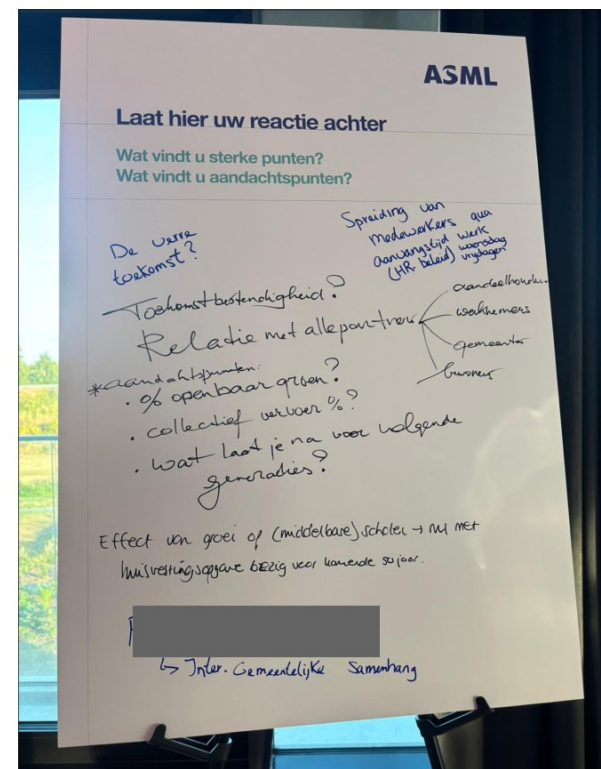 ASML
Laat hier uw reactie achter
Wat vindt u sterke punten?
Wat vindt u aandachtspunten?
De verre
toekomst?
Spreiding van
medewerkers qua
aanvangstijd werk
(HR beleid) woensdag
vrijdagen
Toekomstbestendigheid?
Relatie met alle partners
aandeelhouders
werknemers
gemeenten
burgers
*aandachtspunten:
· % openbaar groen?
· collectief vervoer %?
· wat laat je na voor volgende
generaties?
Effect van groei op (middelbare) scholen → nu met
huisvestingsopgave bezig voor komende 50 jaar.
↳ Inter. Gemeentelijke Samenhang